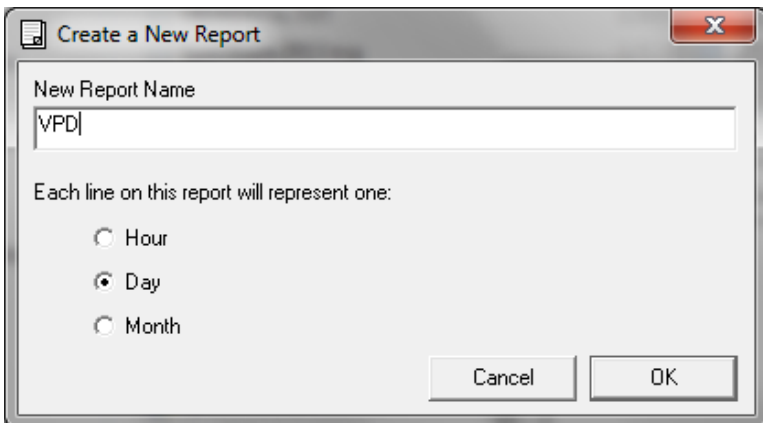 Create a New Report
New Report Name
VPD
Each line on this report will represent one:
Hour
Day
Month
Cancel
OK